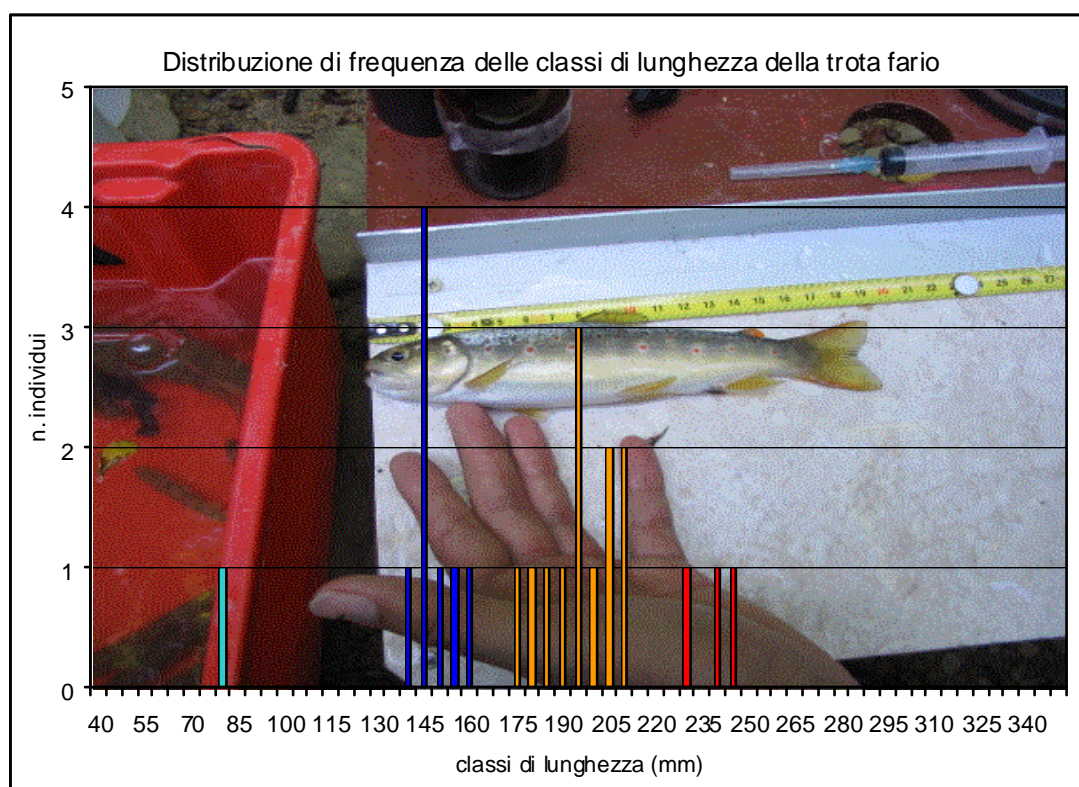 Distribuzione di frequenza delle classi di lunghezza della trota fario
5
4
3
2
1
0
n. individui
40 55 70 85 100 115 130 145 160 175 190 205 220 235 250 265 280 295 310 325 340
classi di lunghezza (mm)